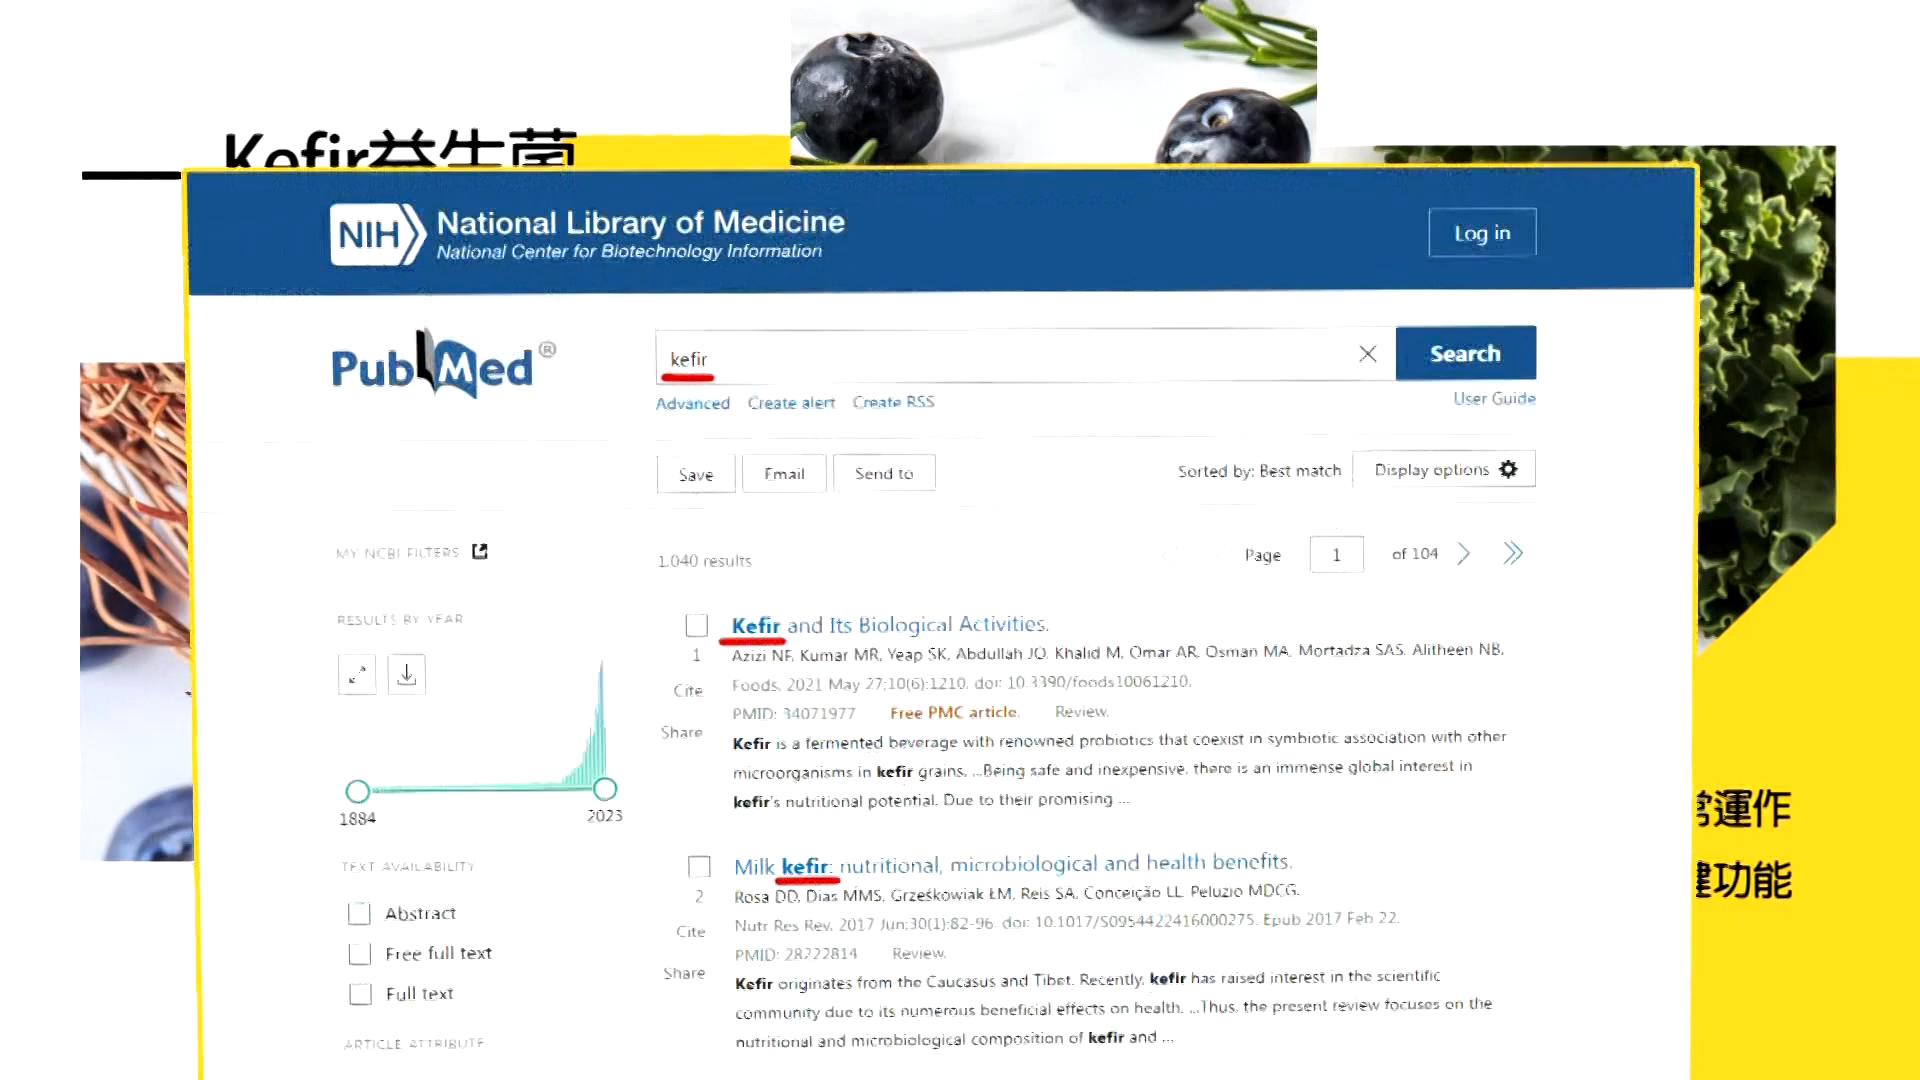 Kefir益生菌
NIH National Library of Medicine
National Center for Biotechnology Information
Log in
PubMed®
kefir
Search
Advanced Create alert Create RSS
User Guide
Save Email Send to
Sorted by: Best match Display options
MY NCBI FILTERS
1,040 results
Page 1 of 104
RESULTS BY YEAR
1884 2023
TEXT AVAILABILITY
Abstract
Free full text
Full text
ARTICLE ATTRIBUTE
Kefir and Its Biological Activities.
1
Azizi NF, Kumar MR, Yeap SK, Abdullah JO, Khalid M, Omar AR, Osman MA, Mortadza SAS, Alitheen NB.
Cite
Foods. 2021 May 27;10(6):1210. doi: 10.3390/foods10061210.
PMID: 34071977 Free PMC article. Review.
Share
Kefir is a fermented beverage with renowned probiotics that coexist in symbiotic association with other
microorganisms in kefir grains. ...Being safe and inexpensive, there is an immense global interest in
kefir's nutritional potential. Due to their promising ...
Milk kefir: nutritional, microbiological and health benefits.
2
Rosa DD, Dias MMS, Grześkowiak ŁM, Reis SA, Conceição LL, Peluzio MDCG.
Cite
Nutr Res Rev. 2017 Jun;30(1):82-96. doi: 10.1017/S0954422416000275. Epub 2017 Feb 22.
PMID: 28222814 Review.
Share
Kefir originates from the Caucasus and Tibet. Recently, kefir has raised interest in the scientific
community due to its numerous beneficial effects on health. ...Thus, the present review focuses on the
nutritional and microbiological composition of kefir and ...
常運作
功能